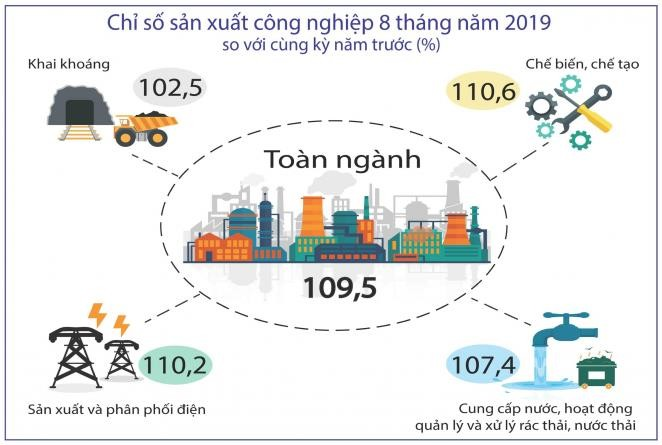 Chỉ số sản xuất công nghiệp 8 tháng năm 2019
so với cùng kỳ năm trước (%)
Khai khoáng
102,5
Chế biến, chế tạo
110,6
Toàn ngành
109,5
110,2
Sản xuất và phân phối điện
107,4
Cung cấp nước, hoạt động
quản lý và xử lý rác thải, nước thải